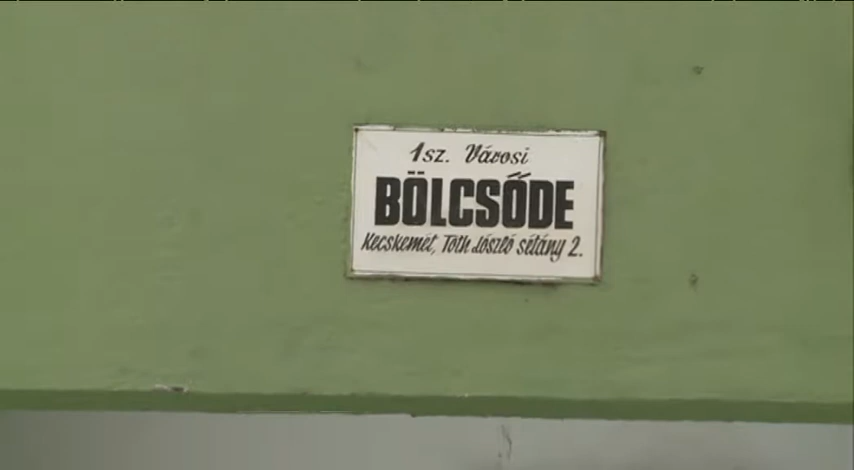 1sz. Városi
BÖLCSŐDE
Kecskemét, Tóth László sétány 2.